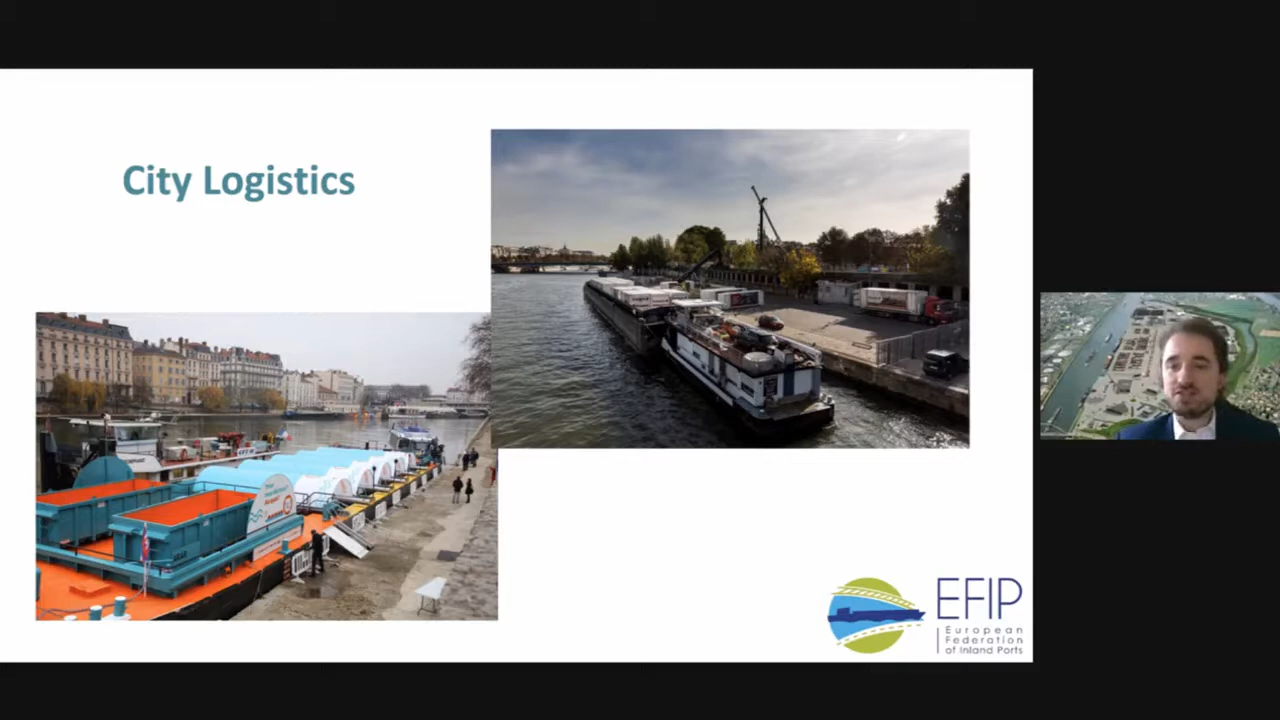 City Logistics
EFIP
European
Federation
of Inland Ports